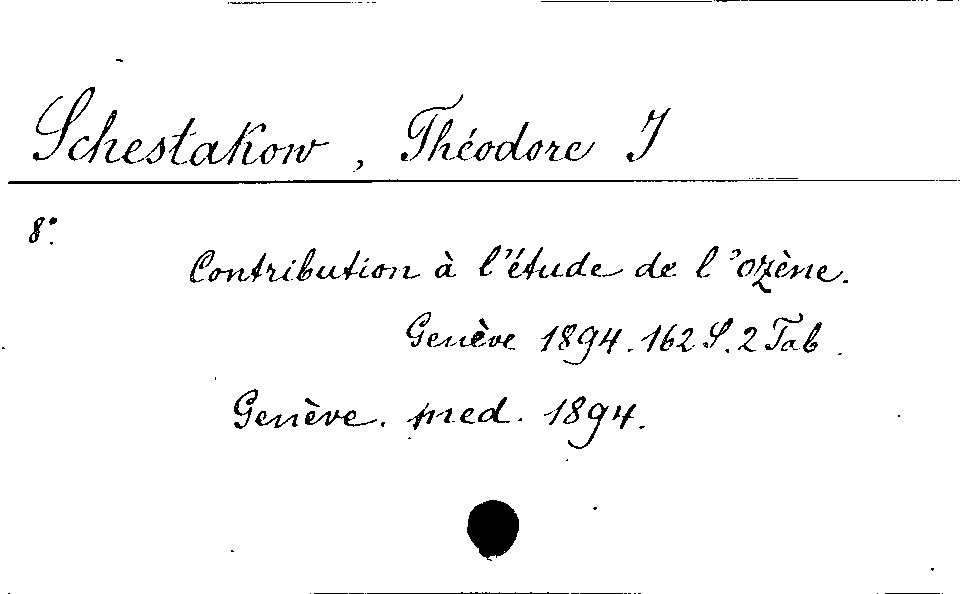 Schestakow, Théodore J
8°.
Contribution à l'étude de l'ozène.
Genève 1894. 162 S. 2 Tab.
Genève. med. 1894.